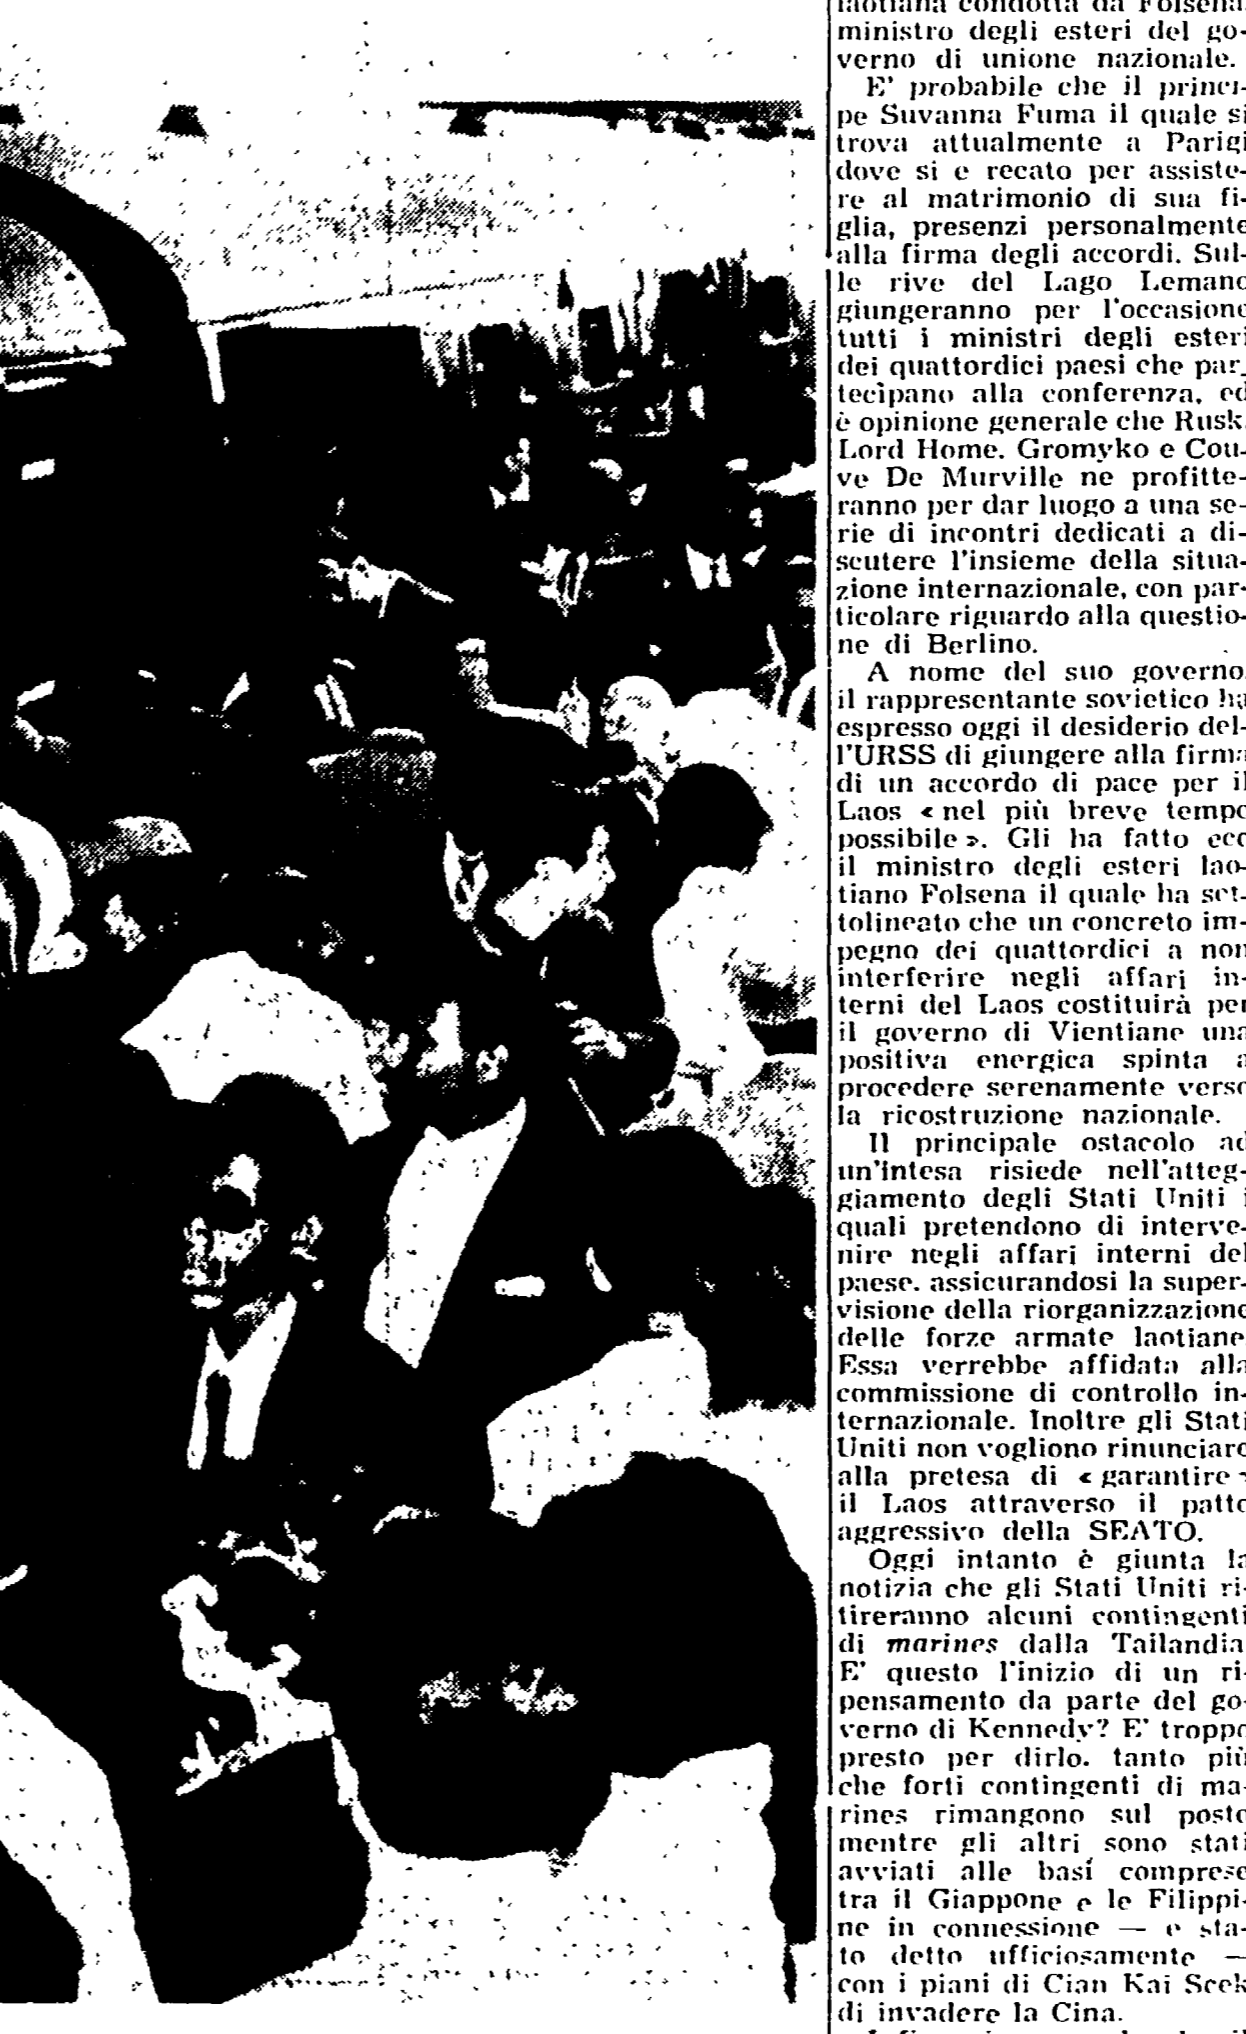 laotiana condotta da Folsena,
ministro degli esteri del go-
verno di unione nazionale.
E' probabile che il princi-
pe Suvanna Fuma il quale si
trova attualmente a Parigi
dove si e recato per assiste-
re al matrimonio di sua fi-
glia, presenzi personalmente
alla firma degli accordi. Sul-
le rive del Lago Lemano
giungeranno per l'occasione
tutti i ministri degli esteri
dei quattordici paesi che par-
tecipano alla conferenza, ed
è opinione generale che Rusk,
Lord Home. Gromyko e Cou-
ve De Murville ne profitte-
ranno per dar luogo a una se-
rie di incontri dedicati a di-
scutere l'insieme della situa-
zione internazionale, con par-
ticolare riguardo alla questio-
ne di Berlino.
A nome del suo governo,
il rappresentante sovietico ha
espresso oggi il desiderio del-
l'URSS di giungere alla firma
di un accordo di pace per il
Laos « nel più breve tempo
possibile ». Gli ha fatto eco
il ministro degli esteri lao-
tiano Folsena il quale ha sot-
tolineato che un concreto im-
pegno dei quattordici a non
interferire negli affari in-
terni del Laos costituirà per
il governo di Vientiane una
positiva energica spinta a
procedere serenamente verso
la ricostruzione nazionale.
Il principale ostacolo ad
un'intesa risiede nell'atteg-
giamento degli Stati Uniti i
quali pretendono di interve-
nire negli affari interni del
paese. assicurandosi la super-
visione della riorganizzazione
delle forze armate laotiane.
Essa verrebbe affidata alla
commissione di controllo in-
ternazionale. Inoltre gli Stati
Uniti non vogliono rinunciare
alla pretesa di « garantire »
il Laos attraverso il patto
aggressivo della SEATO.
Oggi intanto è giunta la
notizia che gli Stati Uniti ri-
tireranno alcuni contingenti
di marines dalla Tailandia.
E' questo l'inizio di un ri-
pensamento da parte del go-
verno di Kennedy? E' troppo
presto per dirlo. tanto più
che forti contingenti di ma-
rines rimangono sul posto
mentre gli altri sono stati
avviati alle basi comprese
tra il Giappone e le Filippi-
ne in connessione — e sta-
to detto ufficiosamente —
con i piani di Cian Kai Scek
di invadere la Cina.